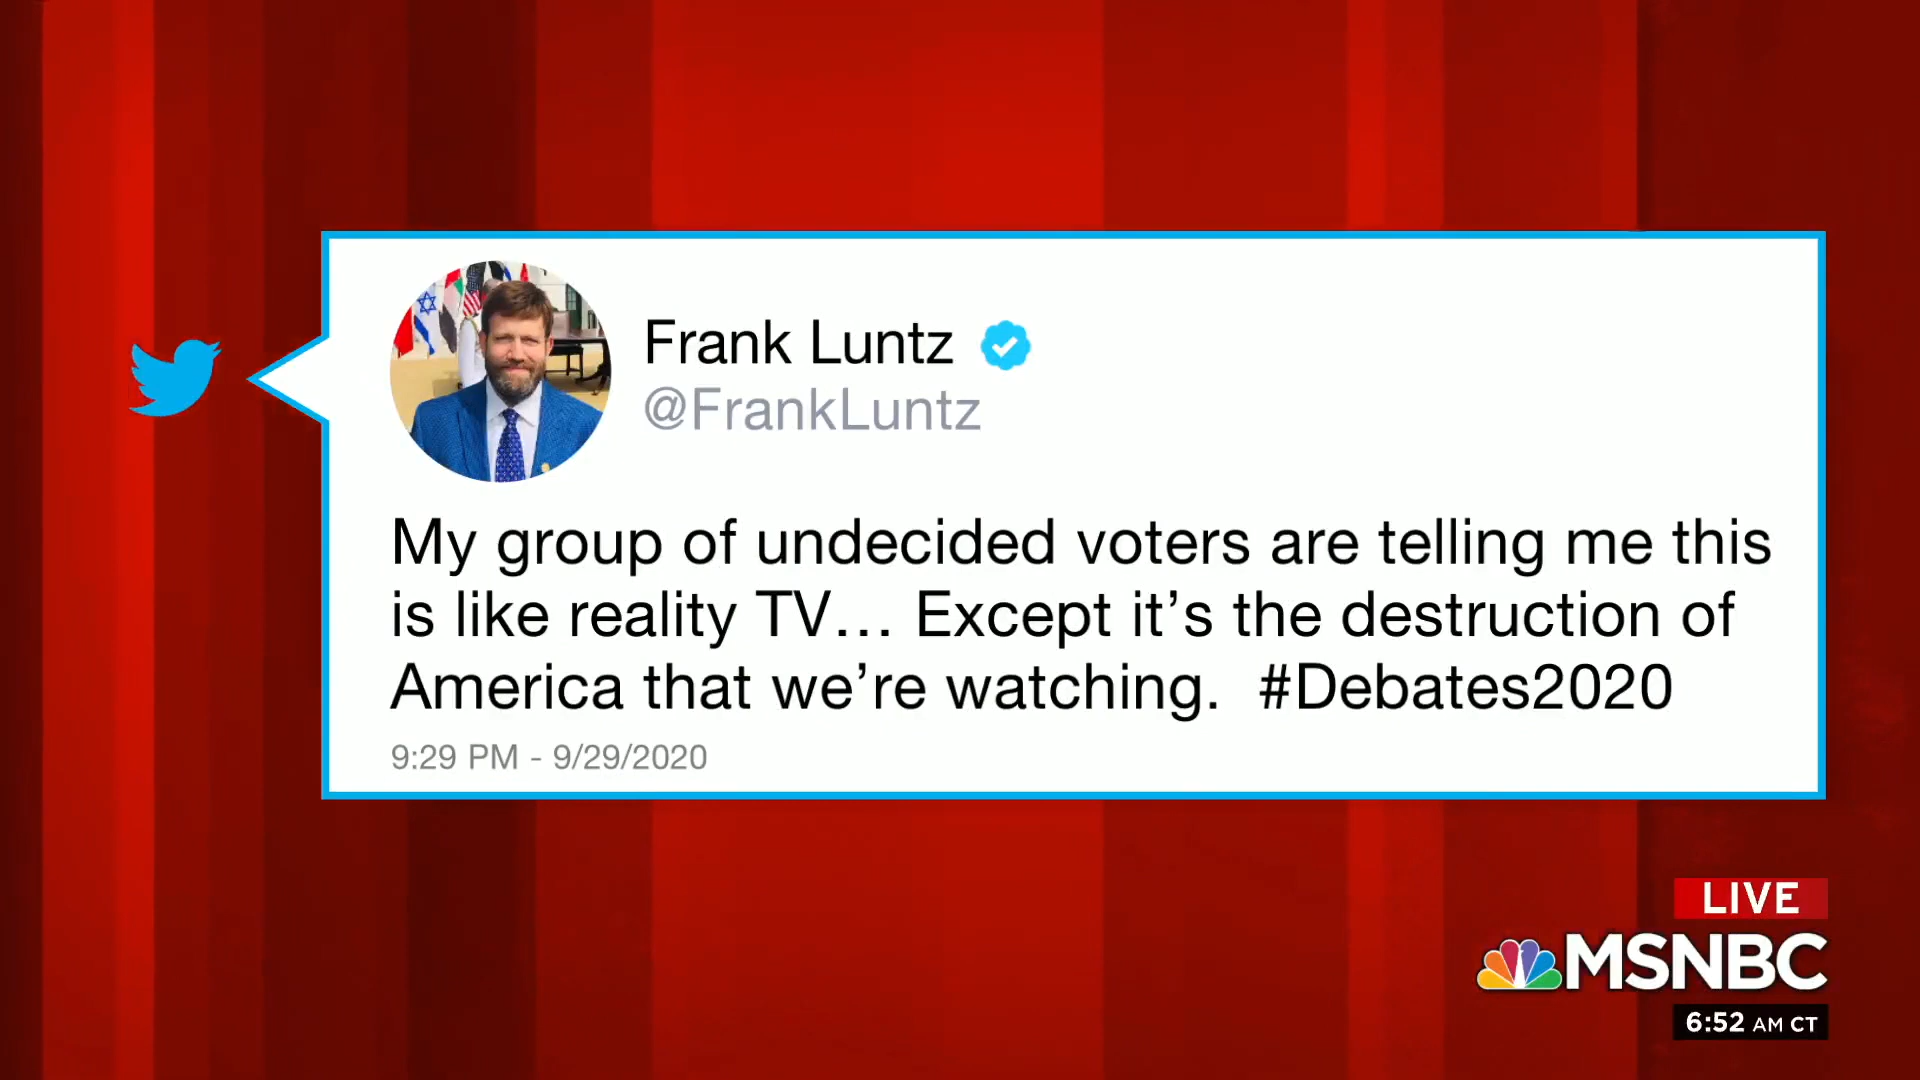 Frank Luntz
@FrankLuntz
My group of undecided voters are telling me this
is like reality TV... Except it’s the destruction of
America that we’re watching.  #Debates2020
9:29 PM - 9/29/2020
LIVE
MSNBC
6:52 AM CT